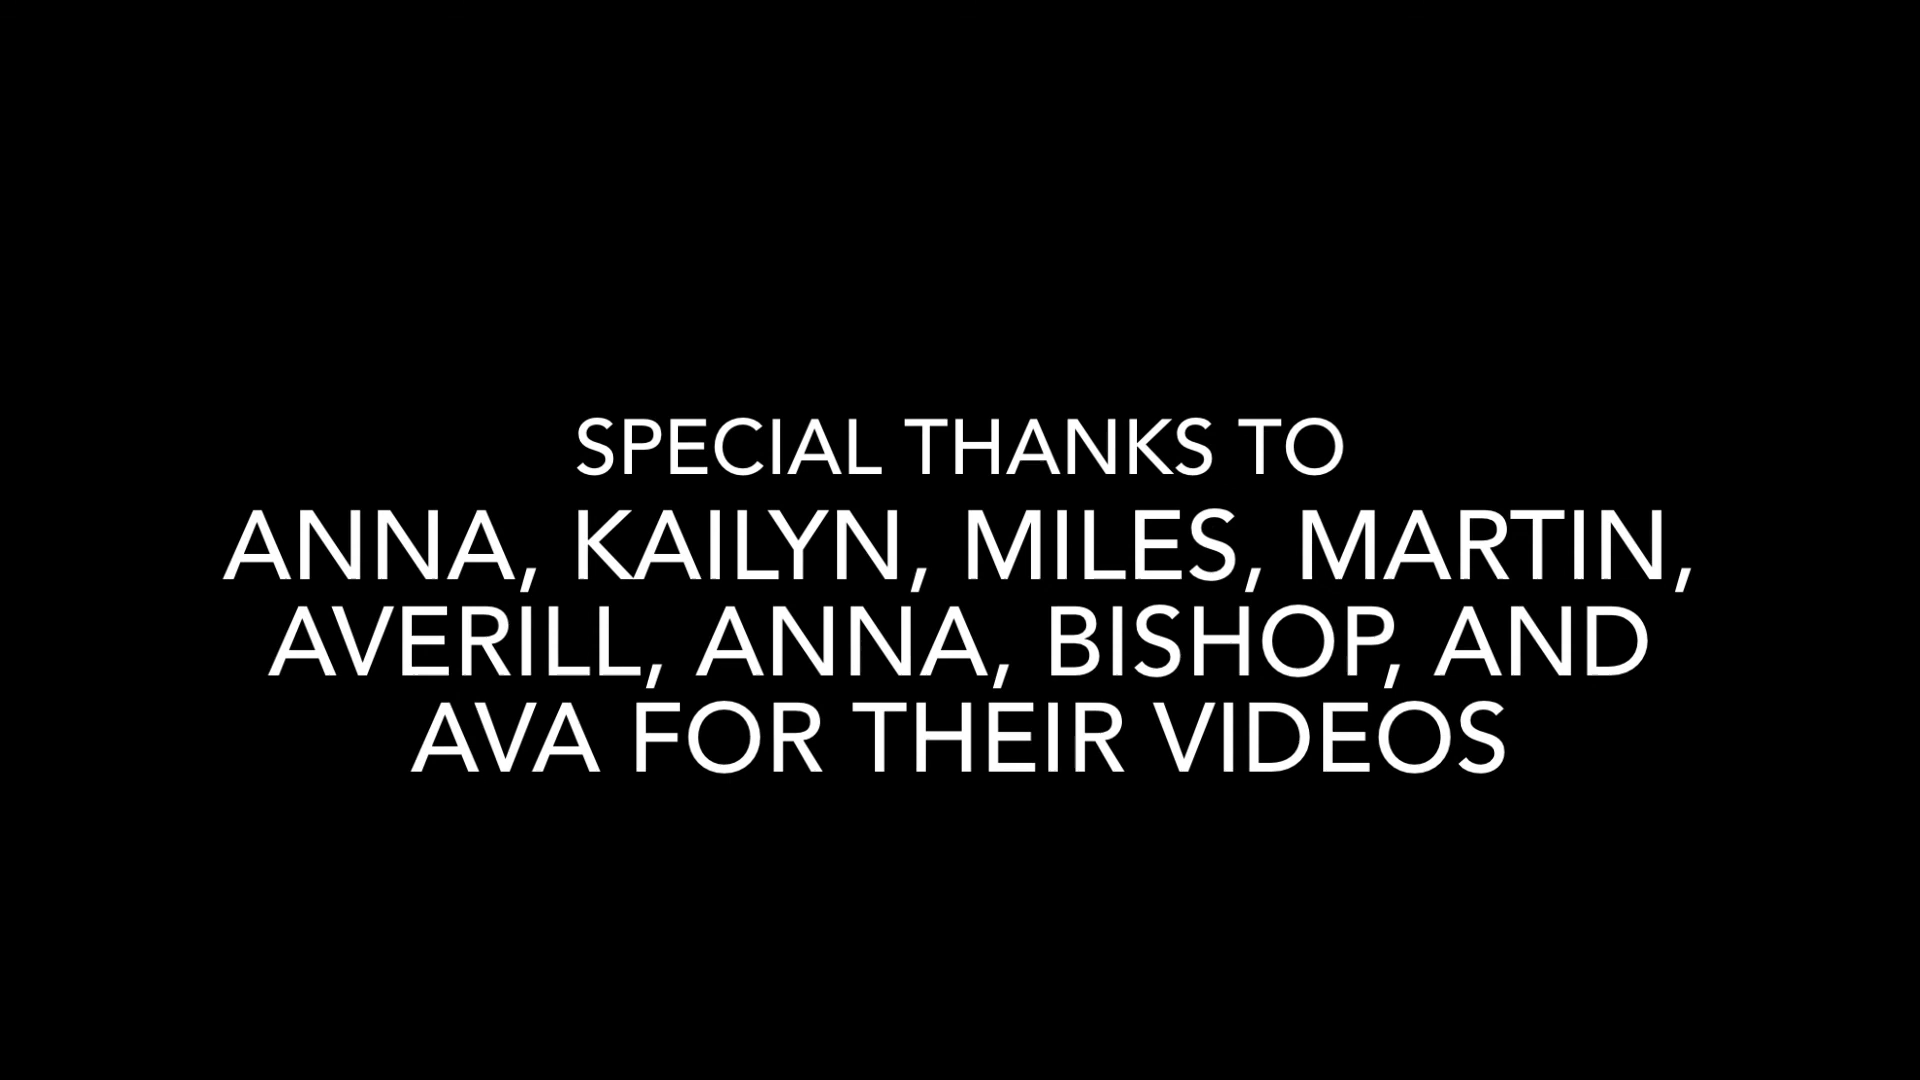 SPECIAL THANKS TO
ANNA, KAILYN, MILES, MARTIN,
AVERILL, ANNA, BISHOP, AND
AVA FOR THEIR VIDEOS